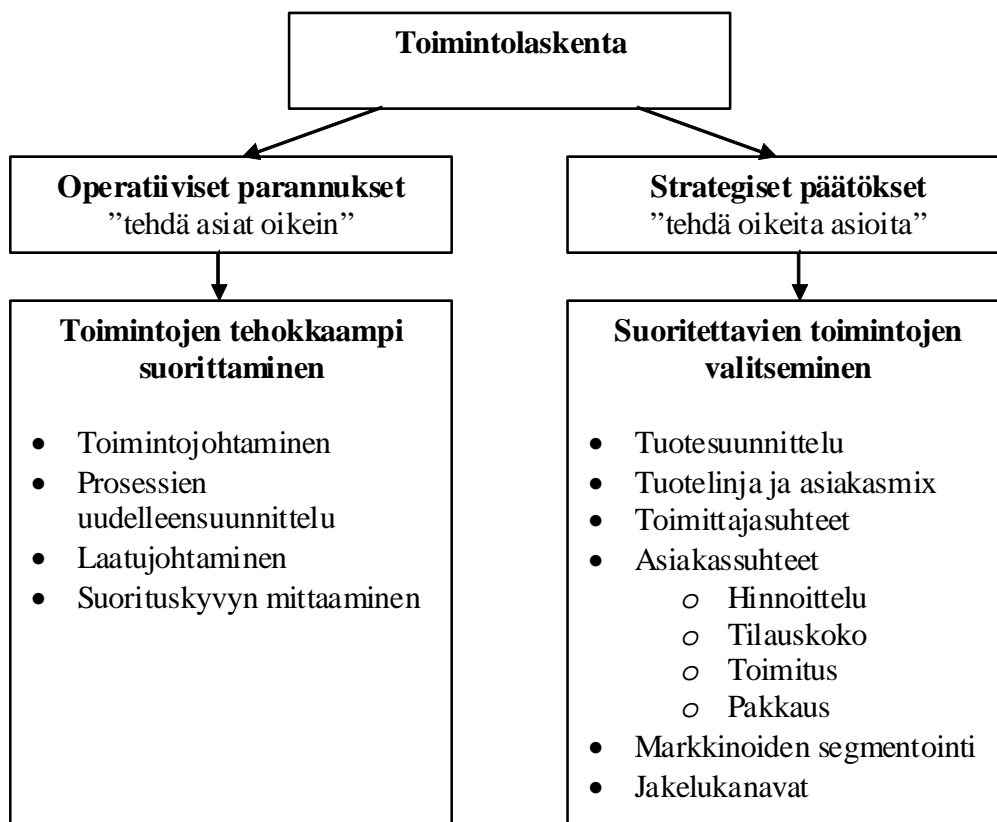 Toimintolaskenta
Operatiiviset parannukset
”tehdä asiat oikein”
Strategiset päätökset
”tehdä oikeita asioita”
Toimintojen tehokkaampi
suorittaminen
• Toimintojohtaminen
• Prosessien
uudelleensuunnittelu
• Laatujohtaminen
• Suorituskyvyn mittaaminen
Suoritettavien toimintojen
valitseminen
• Tuotesuunnittelu
• Tuotelinja ja asiakasmix
• Toimittajasuhteet
• Asiakassuhteet
o Hinnoittelu
o Tilauskoko
o Toimitus
o Pakkaus
• Markkinoiden segmentointi
• Jakelukanavat